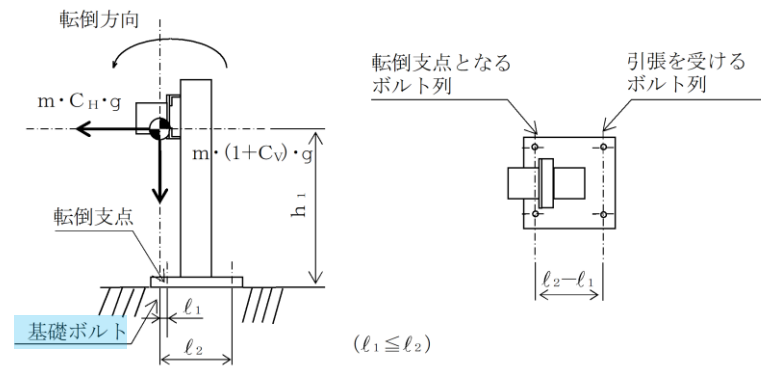 転倒方向
m・CH・g
m・(1+CV)・g
h1
転倒支点
基礎ボルト
ℓ1
ℓ2
(ℓ1≦ℓ2)
転倒支点となる
ボルト列
引張を受ける
ボルト列
ℓ2−ℓ1